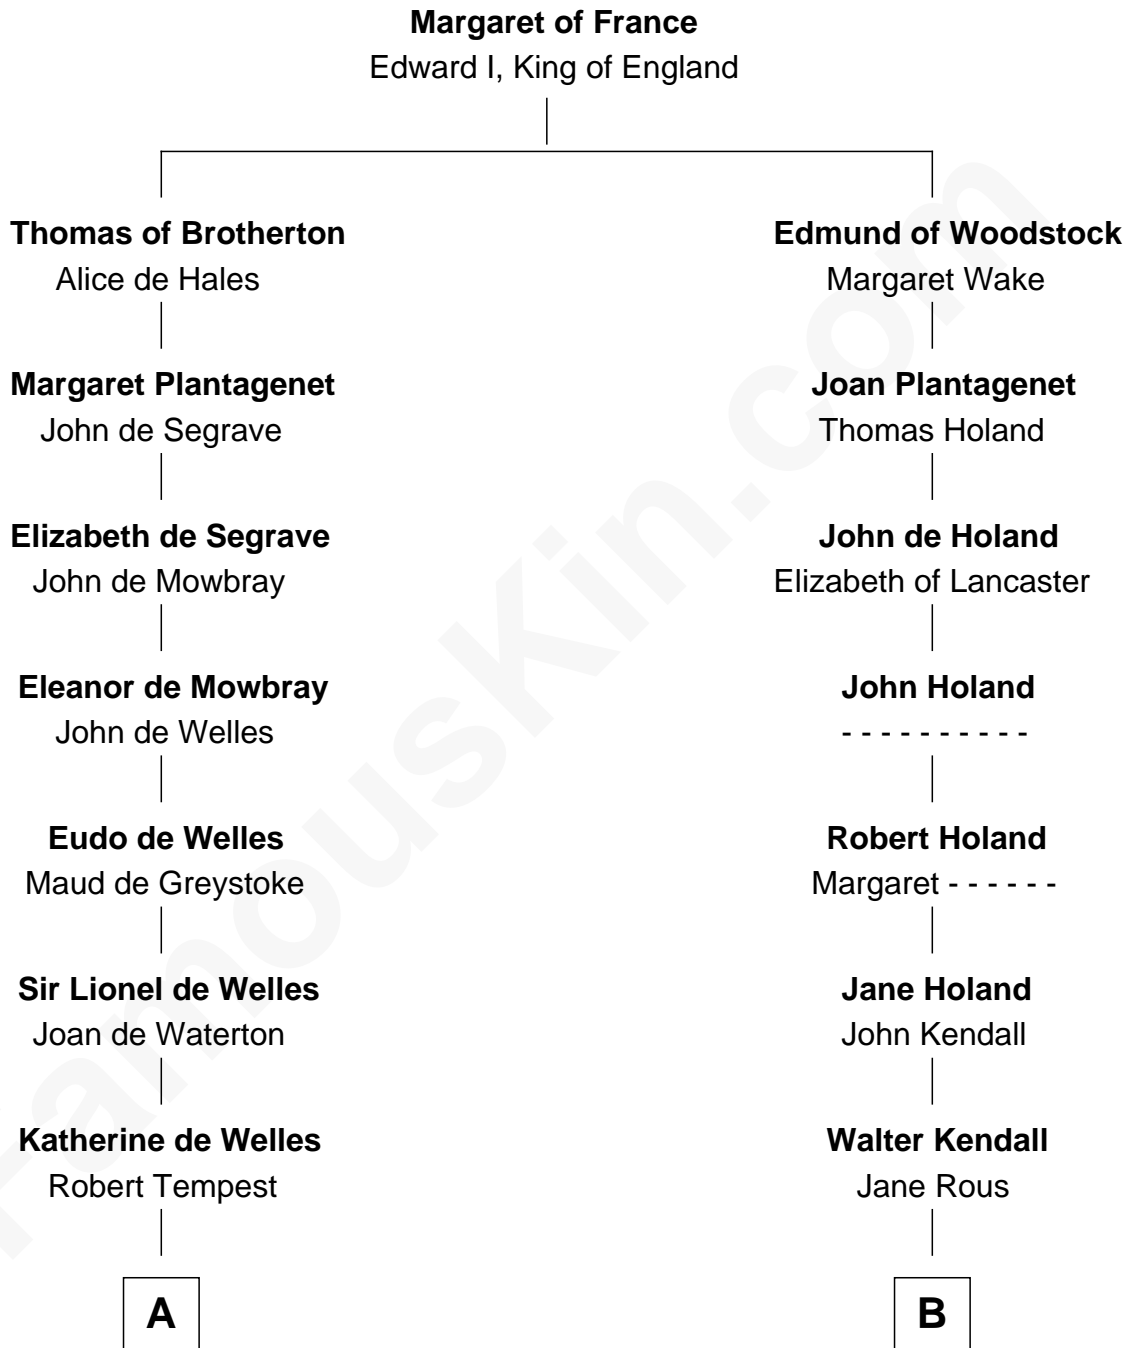 Margaret of France
Edward I, King of England
Thomas of Brotherton
Alice de Hales
Edmund of Woodstock
Margaret Wake
Margaret Plantagenet
John de Segrave
Joan Plantagenet
Thomas Holand
Elizabeth de Segrave
John de Mowbray
John de Holand
Elizabeth of Lancaster
Eleanor de Mowbray
John de Welles
John Holand
- - - - - - - - - -
Eudo de Welles
Maud de Greystoke
Robert Holand
Margaret - - - - - -
Sir Lionel de Welles
Joan de Waterton
Jane Holand
John Kendall
Katherine de Welles
Robert Tempest
Walter Kendall
Jane Rous
A
B
FamousKin.com